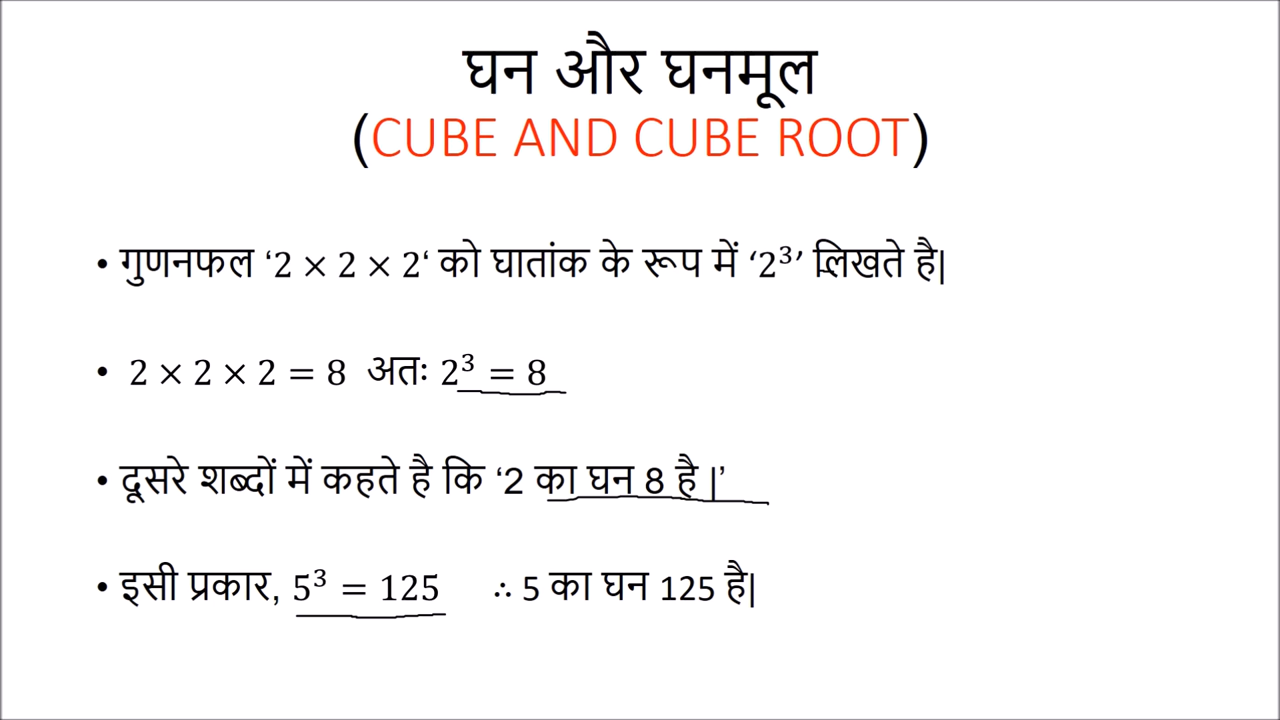 घन और घनमूल
(CUBE AND CUBE ROOT)
• गुणनफल ‘2 × 2 × 2‘ को घातांक के रूप में ‘2³’ लिखते है|
• 2 × 2 × 2 = 8 अतः 2³ = 8
• दूसरे शब्दों में कहते है कि ‘2 का घन 8 है |’
• इसी प्रकार, 5³ = 125 ∴ 5 का घन 125 है|